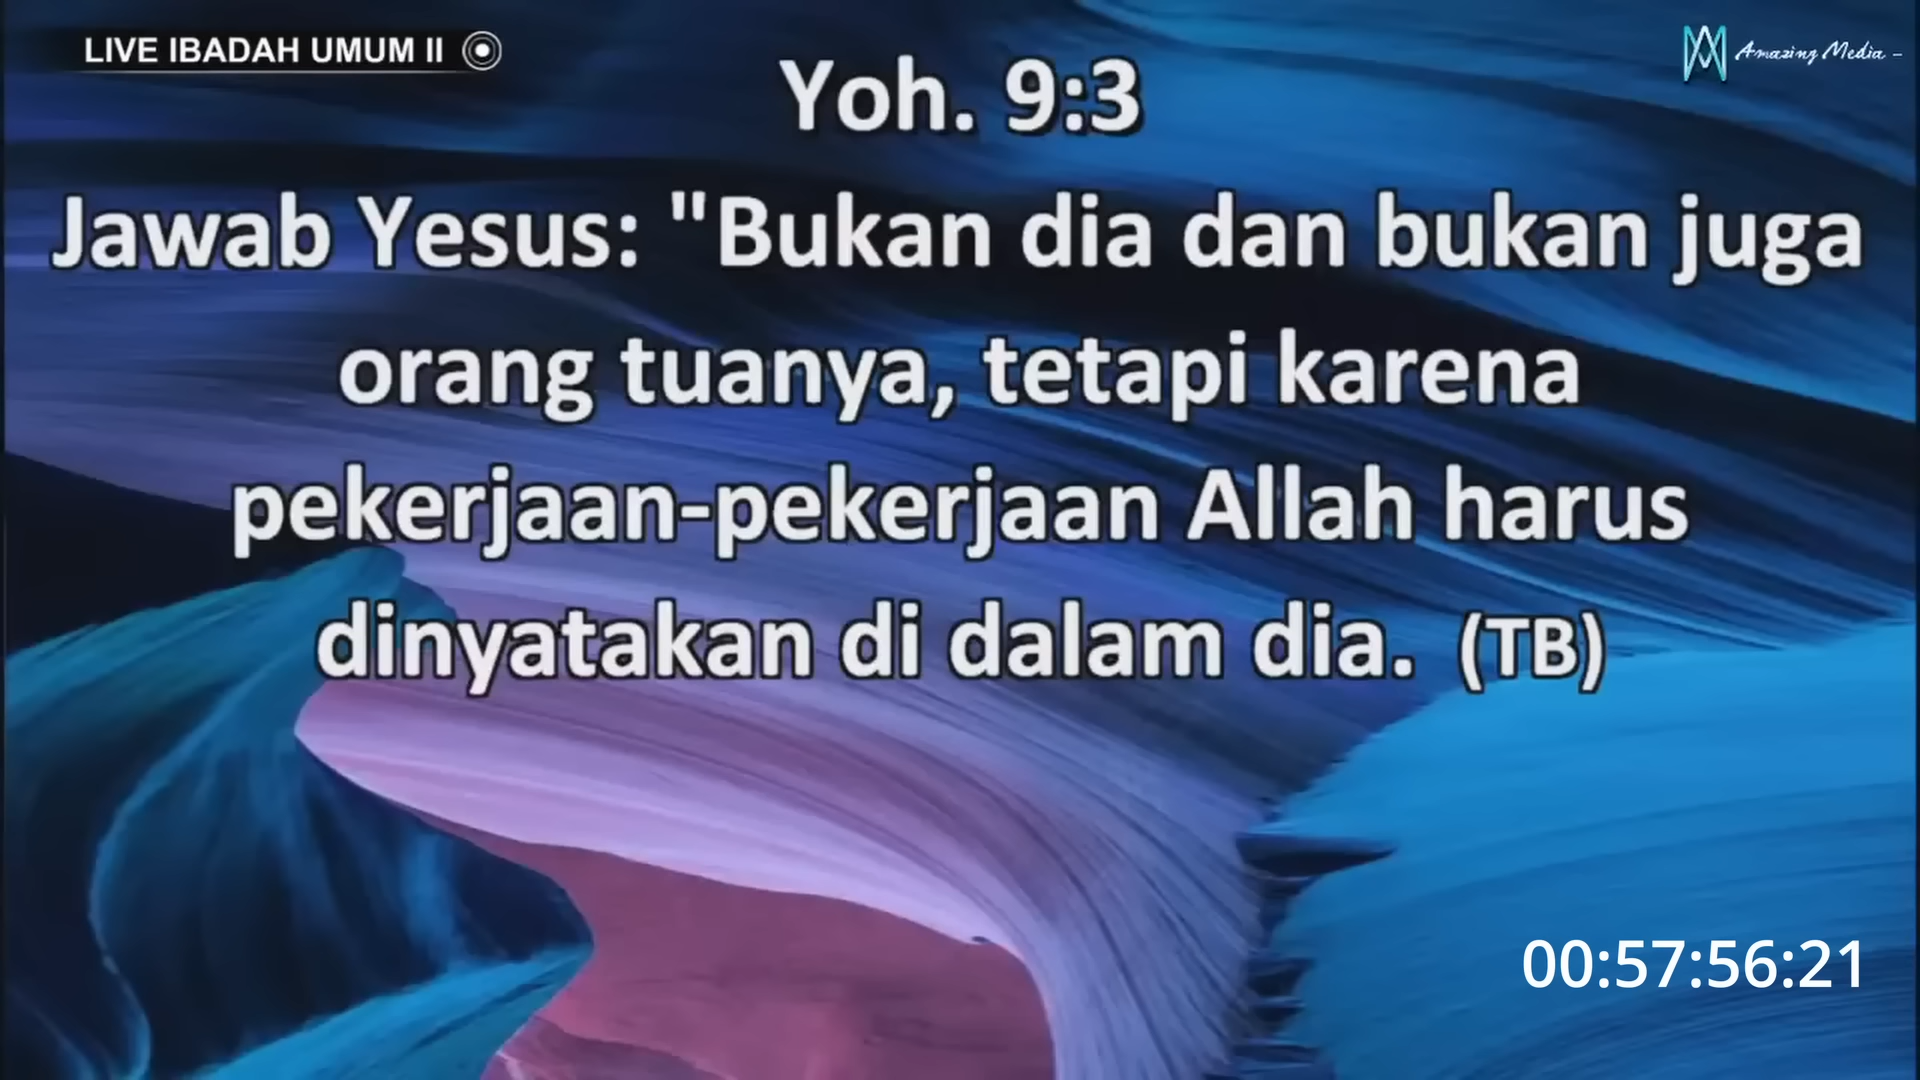 LIVE IBADAH UMUM II
Amazing Media -
Yoh. 9:3
Jawab Yesus: "Bukan dia dan bukan juga
orang tuanya, tetapi karena
pekerjaan-pekerjaan Allah harus
dinyatakan di dalam dia. (TB)
00:57:56:21